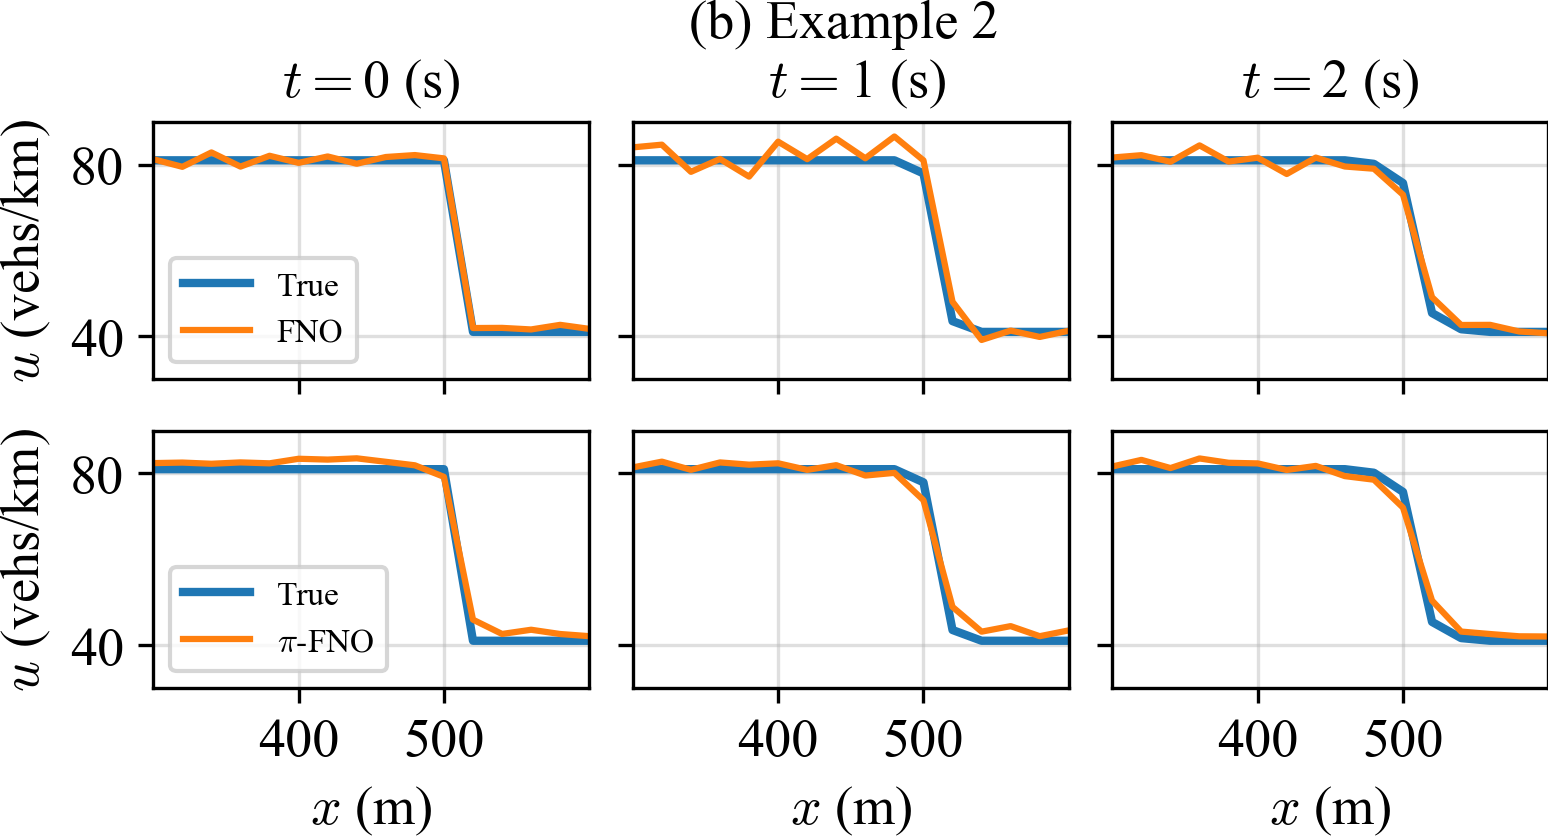 (b) Example 2
t = 0 (s)
t = 1 (s)
t = 2 (s)
u (vehs/km)
80
40
True
FNO
u (vehs/km)
80
40
True
π-FNO
400 500
400 500
400 500
x (m)
x (m)
x (m)